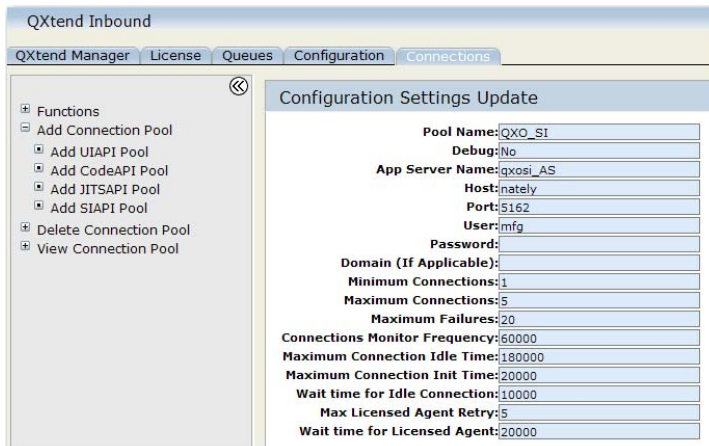 QXtend Inbound
QXtend Manager License Queues Configuration Connections
Functions
Add Connection Pool
Add UIAPI Pool
Add CodeAPI Pool
Add JITSAPI Pool
Add SIAPI Pool
Delete Connection Pool
View Connection Pool
Configuration Settings Update
Pool Name: QXO_SI
Debug: No
App Server Name: qxosi_AS
Host: nately
Port: 5162
User: mfg
Password:
Domain (If Applicable):
Minimum Connections: 1
Maximum Connections: 5
Maximum Failures: 20
Connections Monitor Frequency: 60000
Maximum Connection Idle Time: 180000
Maximum Connection Init Time: 20000
Wait time for Idle Connection: 10000
Max Licensed Agent Retry: 5
Wait time for Licensed Agent: 20000